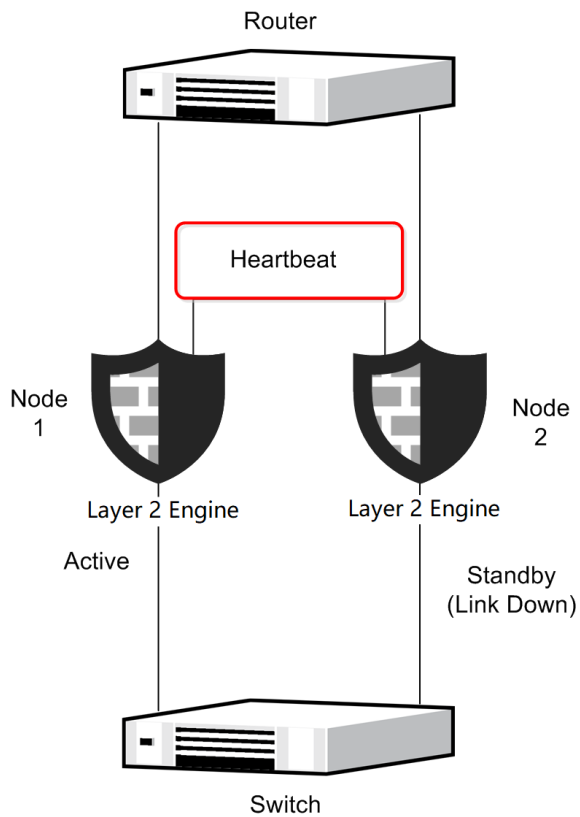 Router
Heartbeat
Node
1
Node
2
Layer 2 Engine
Layer 2 Engine
Active
Standby
(Link Down)
Switch